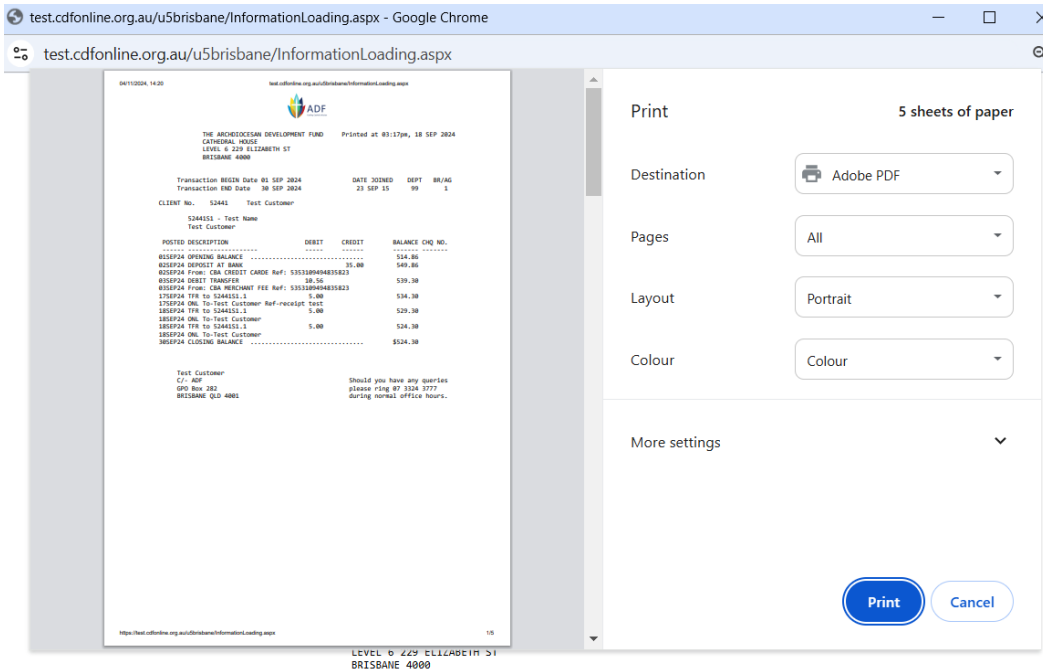 test.cdfonline.org.au/u5brisbane/InformationLoading.aspx - Google Chrome
test.cdfonline.org.au/u5brisbane/InformationLoading.aspx
04/11/2024, 14:20 test.cdfonline.org.au/u5brisbane/InformationLoading.aspx
ADF
THE ARCHDIOCESAN DEVELOPMENT FUND Printed at 03:17pm, 18 SEP 2024
CATHEDRAL HOUSE
LEVEL 6 229 ELIZABETH ST
BRISBANE 4000
Transaction BEGIN Date 01 SEP 2024 DATE JOINED DEPT BR/AG
Transaction END Date 30 SEP 2024 23 SEP 15 99 1
CLIENT No. 52441 Test Customer
52441S1 - Test Name
Test Customer
POSTED DESCRIPTION DEBIT CREDIT BALANCE CHQ NO.
------ ------------------- ----- ------ ------- -------
01SEP24 OPENING BALANCE ............................... 514.86
02SEP24 DEPOSIT AT BANK 35.00 549.86
02SEP24 From: CBA CREDIT CARDE Ref: 5353109494835823
03SEP24 DEBIT TRANSFER 10.56 539.30
03SEP24 From: CBA MERCHANT FEE Ref: 5353109494835823
17SEP24 TFR to 52441S1.1 5.00 534.30
17SEP24 ONL To-Test Customer Ref-receipt test
18SEP24 TFR to 52441S1.1 5.00 529.30
18SEP24 ONL To-Test Customer
18SEP24 TFR to 52441S1.1 5.00 524.30
18SEP24 ONL To-Test Customer
30SEP24 CLOSING BALANCE ............................... $524.30
Test Customer
C/- ADF Should you have any queries
GPO Box 282 please ring 07 3324 3777
BRISBANE QLD 4001 during normal office hours.
https://test.cdfonline.org.au/u5brisbane/InformationLoading.aspx 1/5
Print 5 sheets of paper
Destination Adobe PDF
Pages All
Layout Portrait
Colour Colour
More settings
Print Cancel
LEVEL 6 229 ELIZABETH ST
BRISBANE 4000